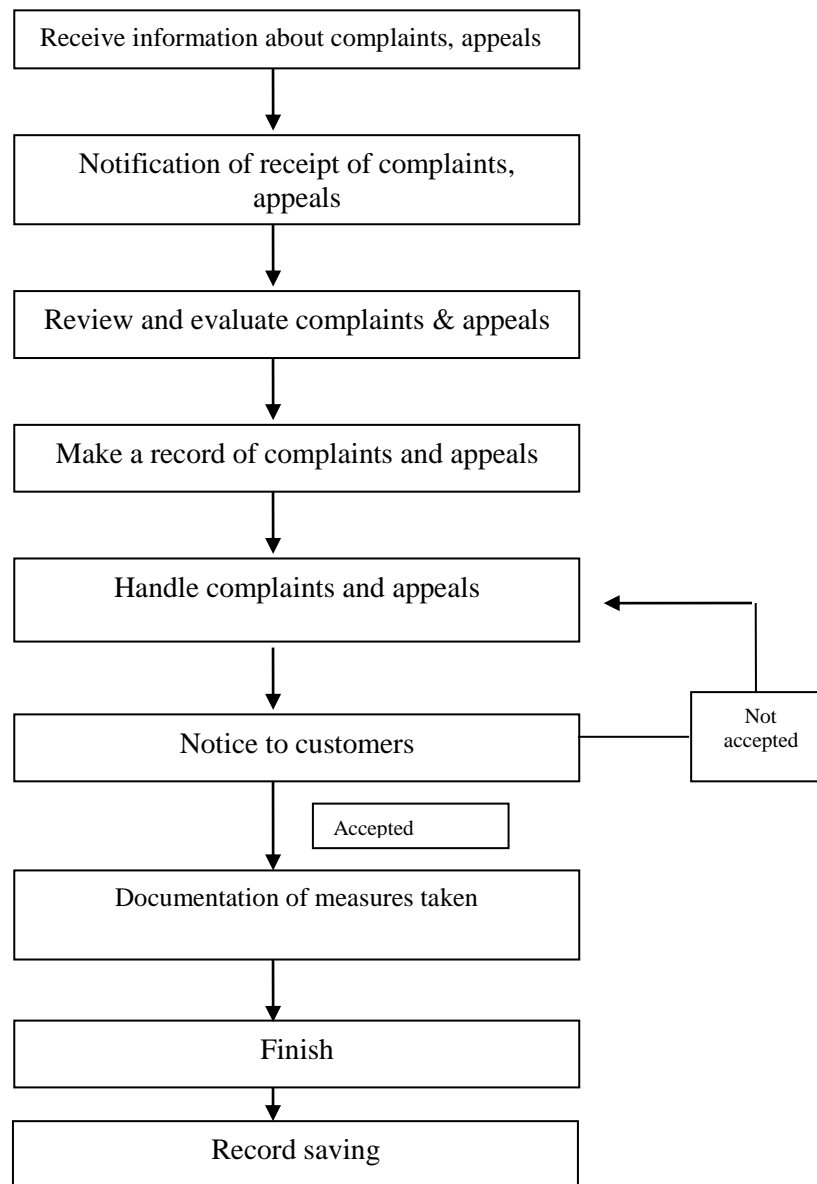 Receive information about complaints, appeals
Notification of receipt of complaints,
appeals
Review and evaluate complaints & appeals
Make a record of complaints and appeals
Handle complaints and appeals
Notice to customers
Not
accepted
Accepted
Documentation of measures taken
Finish
Record saving